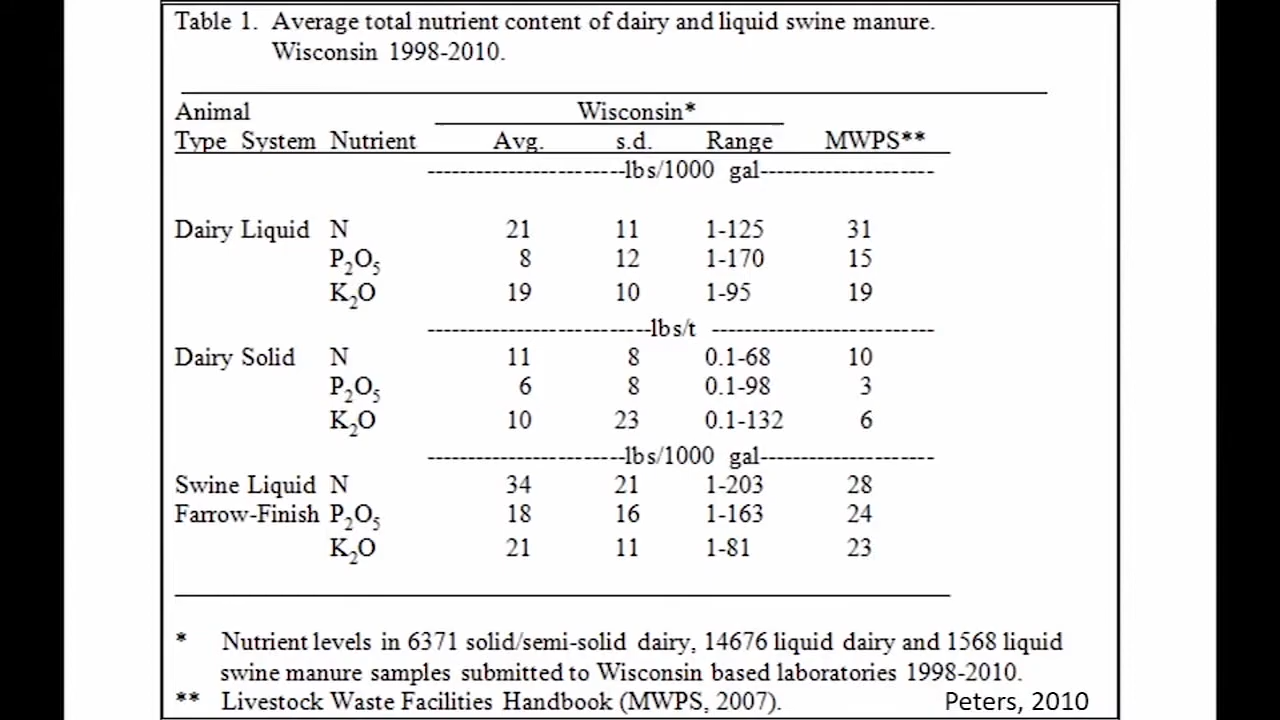 Table 1. Average total nutrient content of dairy and liquid swine manure.
Wisconsin 1998-2010.
Animal Wisconsin*
Type System Nutrient Avg. s.d. Range MWPS**
-----------------------lbs/1000 gal---------------------
Dairy Liquid N 21 11 1-125 31
P₂O₅ 8 12 1-170 15
K₂O 19 10 1-95 19
--------------------------lbs/t ---------------------------
Dairy Solid N 11 8 0.1-68 10
P₂O₅ 6 8 0.1-98 3
K₂O 10 23 0.1-132 6
-----------------------lbs/1000 gal---------------------
Swine Liquid N 34 21 1-203 28
Farrow-Finish P₂O₅ 18 16 1-163 24
K₂O 21 11 1-81 23
* Nutrient levels in 6371 solid/semi-solid dairy, 14676 liquid dairy and 1568 liquid
swine manure samples submitted to Wisconsin based laboratories 1998-2010.
** Livestock Waste Facilities Handbook (MWPS, 2007). Peters, 2010